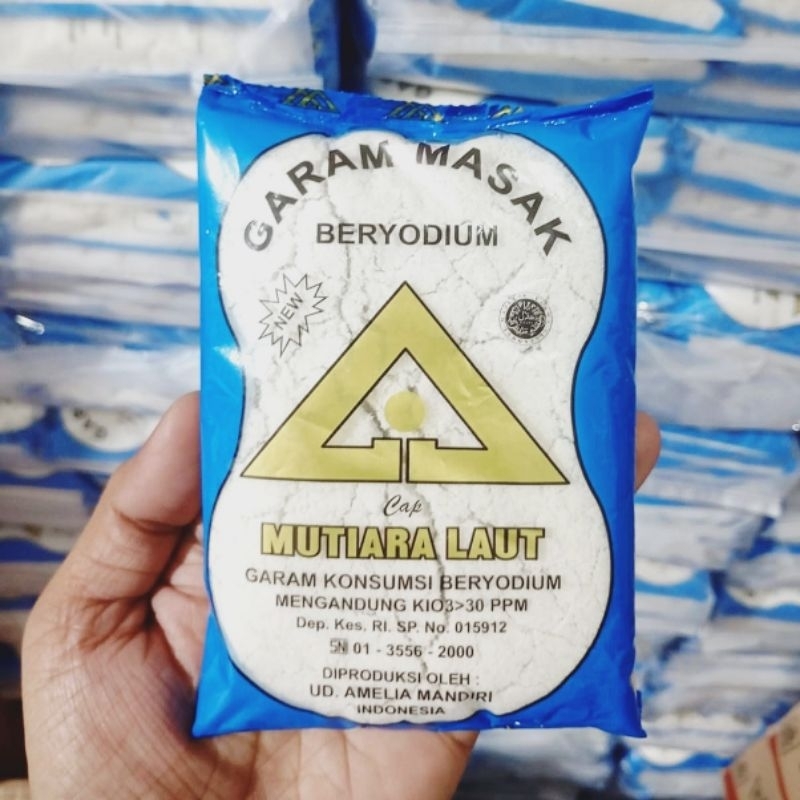 GARAM MASAK
BERYODIUM
NEW
Cap
MUTIARA LAUT
GARAM KONSUMSI BERYODIUM
MENGANDUNG KIO3>30 PPM
Dep. Kes. RI. SP. No. 015912
SNI 01 - 3556 - 2000
DIPRODUKSI OLEH :
UD. AMELIA MANDIRI
INDONESIA